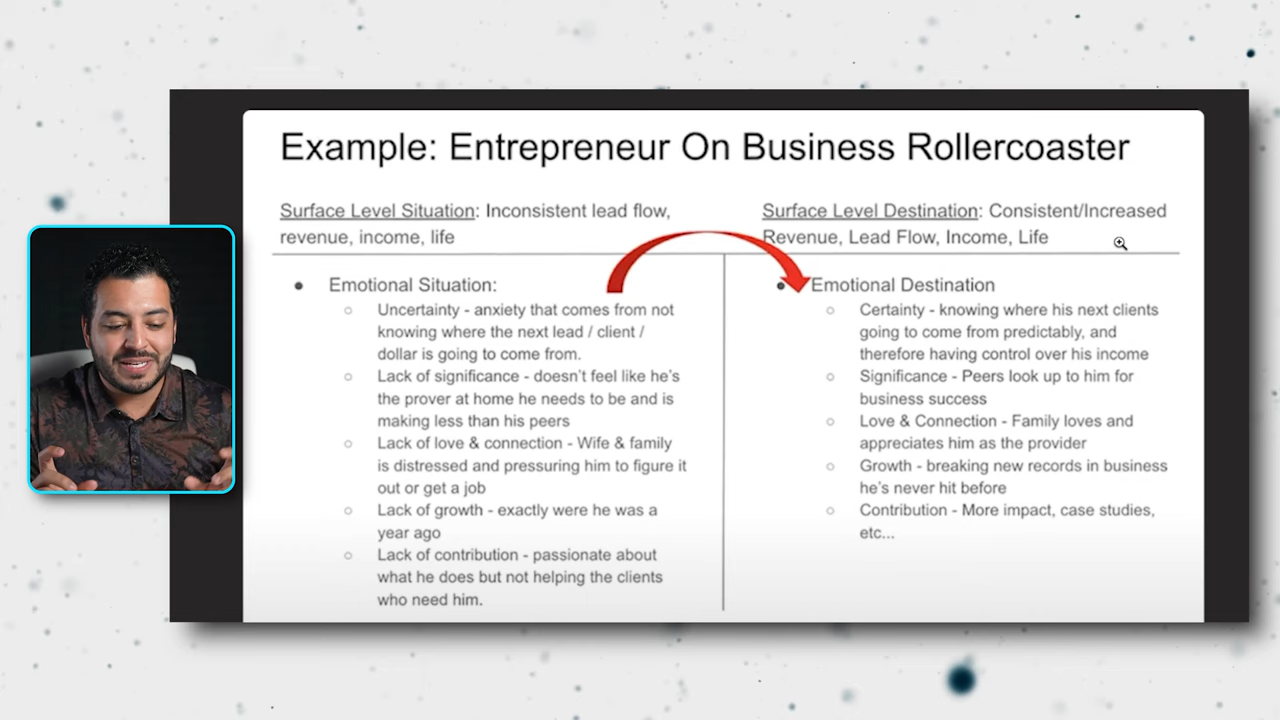 Example: Entrepreneur On Business Rollercoaster
Surface Level Situation: Inconsistent lead flow,
revenue, income, life
Emotional Situation:
Uncertainty - anxiety that comes from not
knowing where the next lead / client /
dollar is going to come from.
Lack of significance - doesn't feel like he's
the prover at home he needs to be and is
making less than his peers
Lack of love & connection - Wife & family
is distressed and pressuring him to figure it
out or get a job
Lack of growth - exactly were he was a
year ago
Lack of contribution - passionate about
what he does but not helping the clients
who need him.
Surface Level Destination: Consistent/Increased
Revenue, Lead Flow, Income, Life
Emotional Destination
Certainty - knowing where his next clients
going to come from predictably, and
therefore having control over his income
Significance - Peers look up to him for
business success
Love & Connection - Family loves and
appreciates him as the provider
Growth - breaking new records in business
he's never hit before
Contribution - More impact, case studies,
etc...